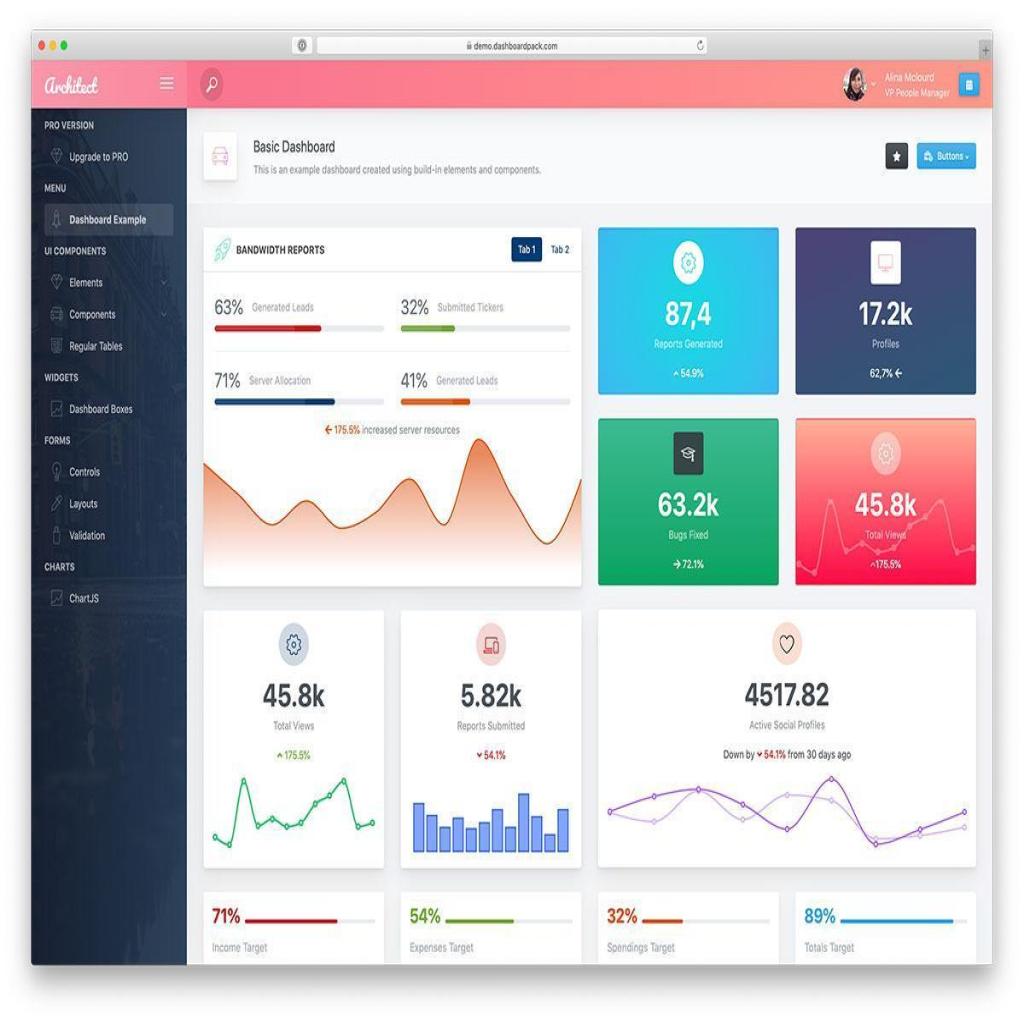 demo.dashboardpack.com
Architect
Alina Mclourd
VP People Manager
PRO VERSION
Upgrade to PRO
MENU
Dashboard Example
UI COMPONENTS
Elements
Components
Regular Tables
WIDGETS
Dashboard Boxes
FORMS
Controls
Layouts
Validation
CHARTS
ChartJS
Basic Dashboard
This is an example dashboard created using build-in elements and components.
Buttons
BANDWIDTH REPORTS
Tab 1
Tab 2
63% Generated Leads
32% Submitted Tickers
71% Server Allocation
41% Generated Leads
175.5% increased server resources
87,4
Reports Generated
54.9%
17.2k
Profiles
62,7%
63.2k
Bugs Fixed
72.1%
45.8k
Total Views
175.5%
45.8k
Total Views
175.5%
5.82k
Reports Submitted
54.1%
4517.82
Active Social Profiles
Down by 54.1% from 30 days ago
71%
Income Target
54%
Expenses Target
32%
Spendings Target
89%
Totals Target